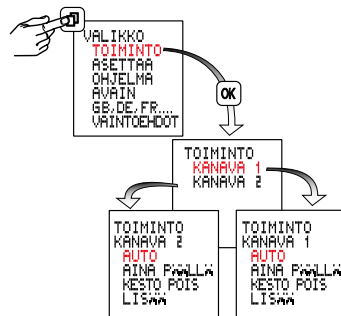 VALIKKO
TOIMINTO
ASETTAA
OHJELMA
AVAIN
GB,DE,FR....
VAINTOEHDOT
OK
TOIMINTO
KANAVA 1
KANAVA 2
TOIMINTO
KANAVA 2
AUTO
AINA PÄÄLLÄ
KESTO POIS
LISÄÄ
TOIMINTO
KANAVA 1
AUTO
AINA PÄÄLLÄ
KESTO POIS
LISÄÄ